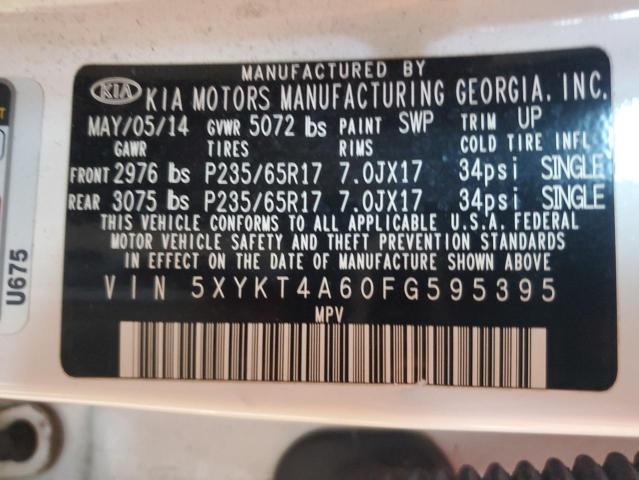 MANUFACTURED BY
KIA KIA MOTORS MANUFACTURING GEORGIA, INC.
MAY/05/14 GVWR 5072 lbs PAINT SWP TRIM UP
GAWR TIRES RIMS COLD TIRE INFL
FRONT 2976 lbs P235/65R17 7.0JX17 34psi SINGLE
REAR 3075 lbs P235/65R17 7.0JX17 34psi SINGLE
THIS VEHICLE CONFORMS TO ALL APPLICABLE U.S.A. FEDERAL
MOTOR VEHICLE SAFETY AND THEFT PREVENTION STANDARDS
IN EFFECT ON THE DATE OF MANUFACTURE SHOWN ABOVE
VIN 5XYKT4A60FG595395
MPV
U675